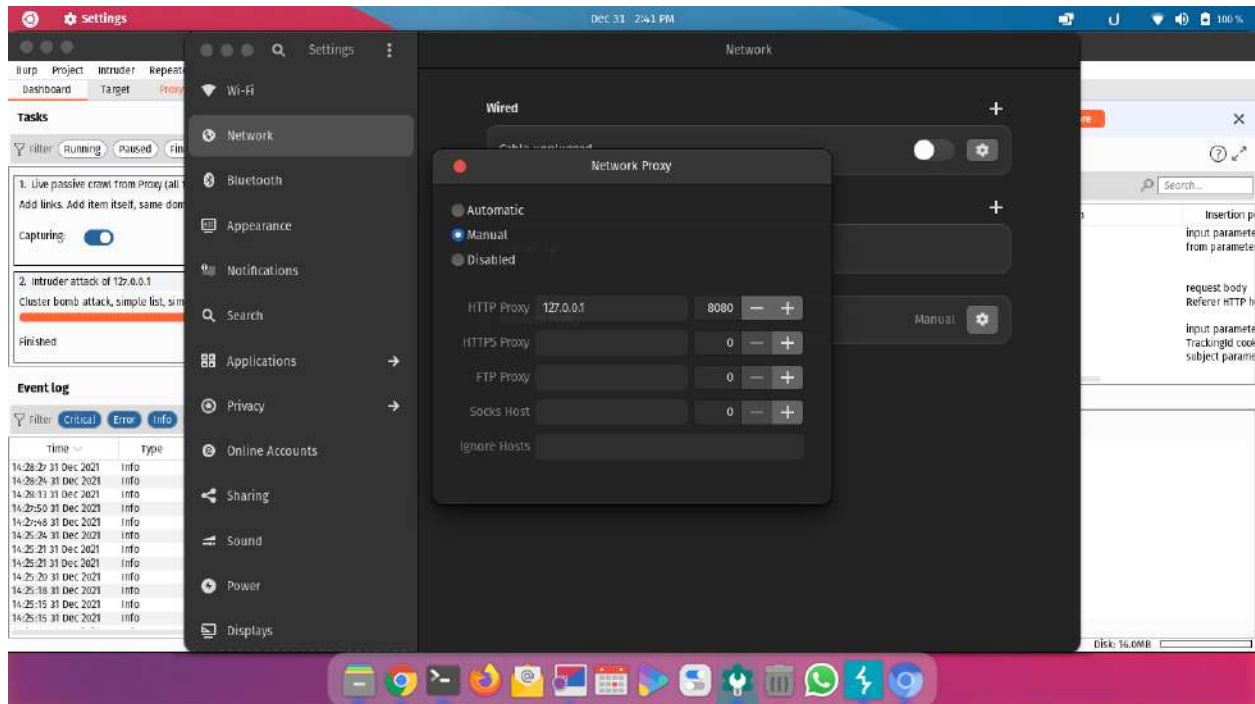 Settings
Dec 31 2:41 PM
100 %
Burp Project Intruder
Dashboard Target Proxy
Tasks
Filter Running Paused
1. Live passive crawl from Proxy (all
Add links. Add item itself, same
Capturing:
2. Intruder attack of 127.0.0.1
Cluster bomb attack, simple list,
Finished
Event log
Filter Critical Error Info
Time Type
14:28:27 31 Dec 2021 Info
14:28:24 31 Dec 2021 Info
14:28:13 31 Dec 2021 Info
14:27:50 31 Dec 2021 Info
14:27:48 31 Dec 2021 Info
14:25:24 31 Dec 2021 Info
14:25:21 31 Dec 2021 Info
14:25:21 31 Dec 2021 Info
14:25:20 31 Dec 2021 Info
14:25:18 31 Dec 2021 Info
14:25:15 31 Dec 2021 Info
14:25:15 31 Dec 2021 Info
Settings
Wi-Fi
Network
Bluetooth
Appearance
Notifications
Search
Applications
Privacy
Online Accounts
Sharing
Sound
Power
Displays
Network
Wired
Cable unplugged
Manual
Network Proxy
Automatic
Manual
Disabled
HTTP Proxy 127.0.0.1 8080
HTTPS Proxy 0
FTP Proxy 0
Socks Host 0
Ignore Hosts
Search...
Insertion
input
from
request body
Referer HTTP
input
TrackingId
subject
Disk: 16.0MB